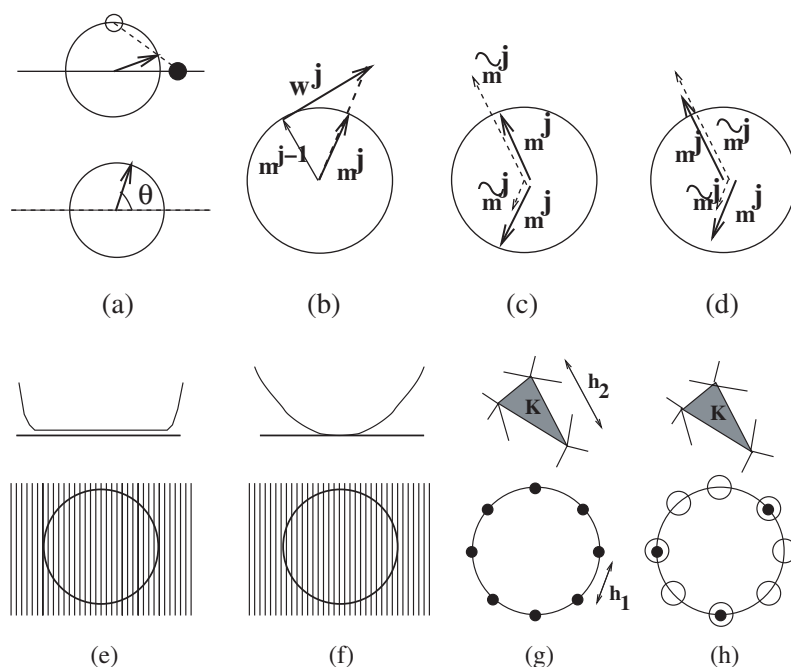 θ
(a)
w^j
m^{j-1}
m^j
(b)
m̃^j
m^j
m̃^j
m^j
(c)
m^j
m̃^j
m̃^j
m^j
(d)
K
h_2
K
h_1
(e)
(f)
(g)
(h)